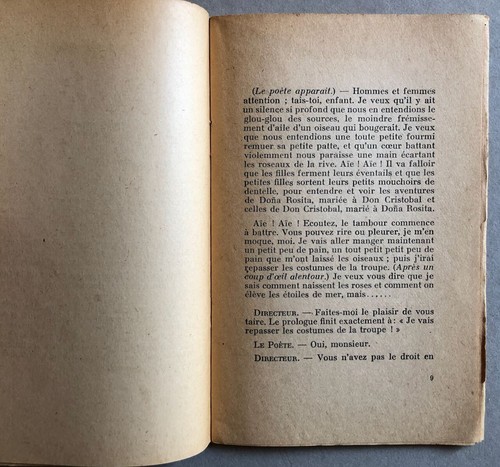 (Le poète apparaît.) — Hommes et femmes
attention ; tais-toi, enfant. Je veux qu'il y ait
un silence si profond que nous en entendions le
glou-glou des sources, le moindre frémisse-
ment d'aile d'un oiseau qui bougerait. Je veux
que nous entendions une toute petite fourmi
remuer sa petite patte, et qu'un cœur battant
violemment nous paraisse une main écartant
les roseaux de la rive. Aïe ! Aïe ! Il va falloir
que les filles ferment leurs éventails et que les
petites filles sortent leurs petits mouchoirs de
dentelle, pour entendre et voir les aventures
de Doña Rosita, mariée à Don Cristobal et
celles de Don Cristobal, marié à Doña Rosita.
Aïe ! Aïe ! Ecoutez, le tambour commence
à battre. Vous pouvez rire ou pleurer, je m'en
moque, moi. Je vais aller manger maintenant
un petit peu de pain, un tout petit petit peu de
pain que m'ont laissé les oiseaux ; puis j'irai
repasser les costumes de la troupe. (Après un
coup d'œil alentour.) Je veux vous dire que je
sais comment naissent les roses et comment on
élève les étoiles de mer, mais......
DIRECTEUR. — Faites-moi le plaisir de vous
taire. Le prologue finit exactement à : « Je vais
repasser les costumes de la troupe ! »
LE POÈTE. — Oui, monsieur.
DIRECTEUR. — Vous n'avez pas le droit en
9